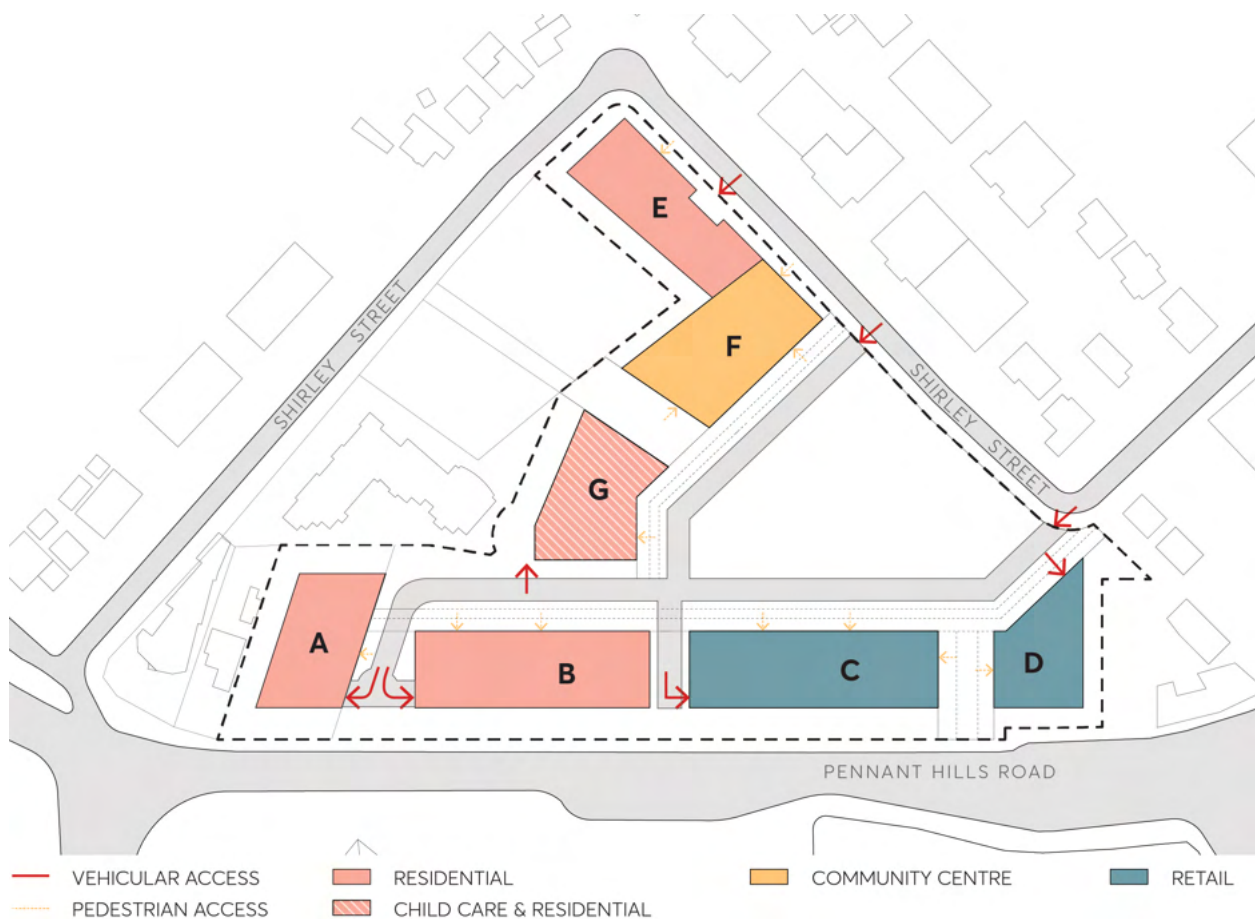 E
SHIRLEY STREET
F
SHIRLEY STREET
G
A
B
C
D
PENNANT HILLS ROAD
VEHICULAR ACCESS
RESIDENTIAL
COMMUNITY CENTRE
RETAIL
PEDESTRIAN ACCESS
CHILD CARE & RESIDENTIAL